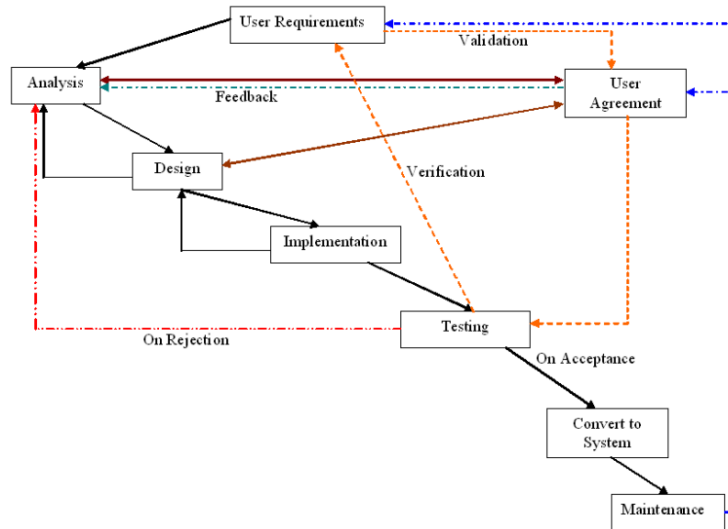 User Requirements
Validation
Analysis
User
Agreement
Feedback
Design
Verification
Implementation
Testing
On Rejection
On Acceptance
Convert to
System
Maintenance